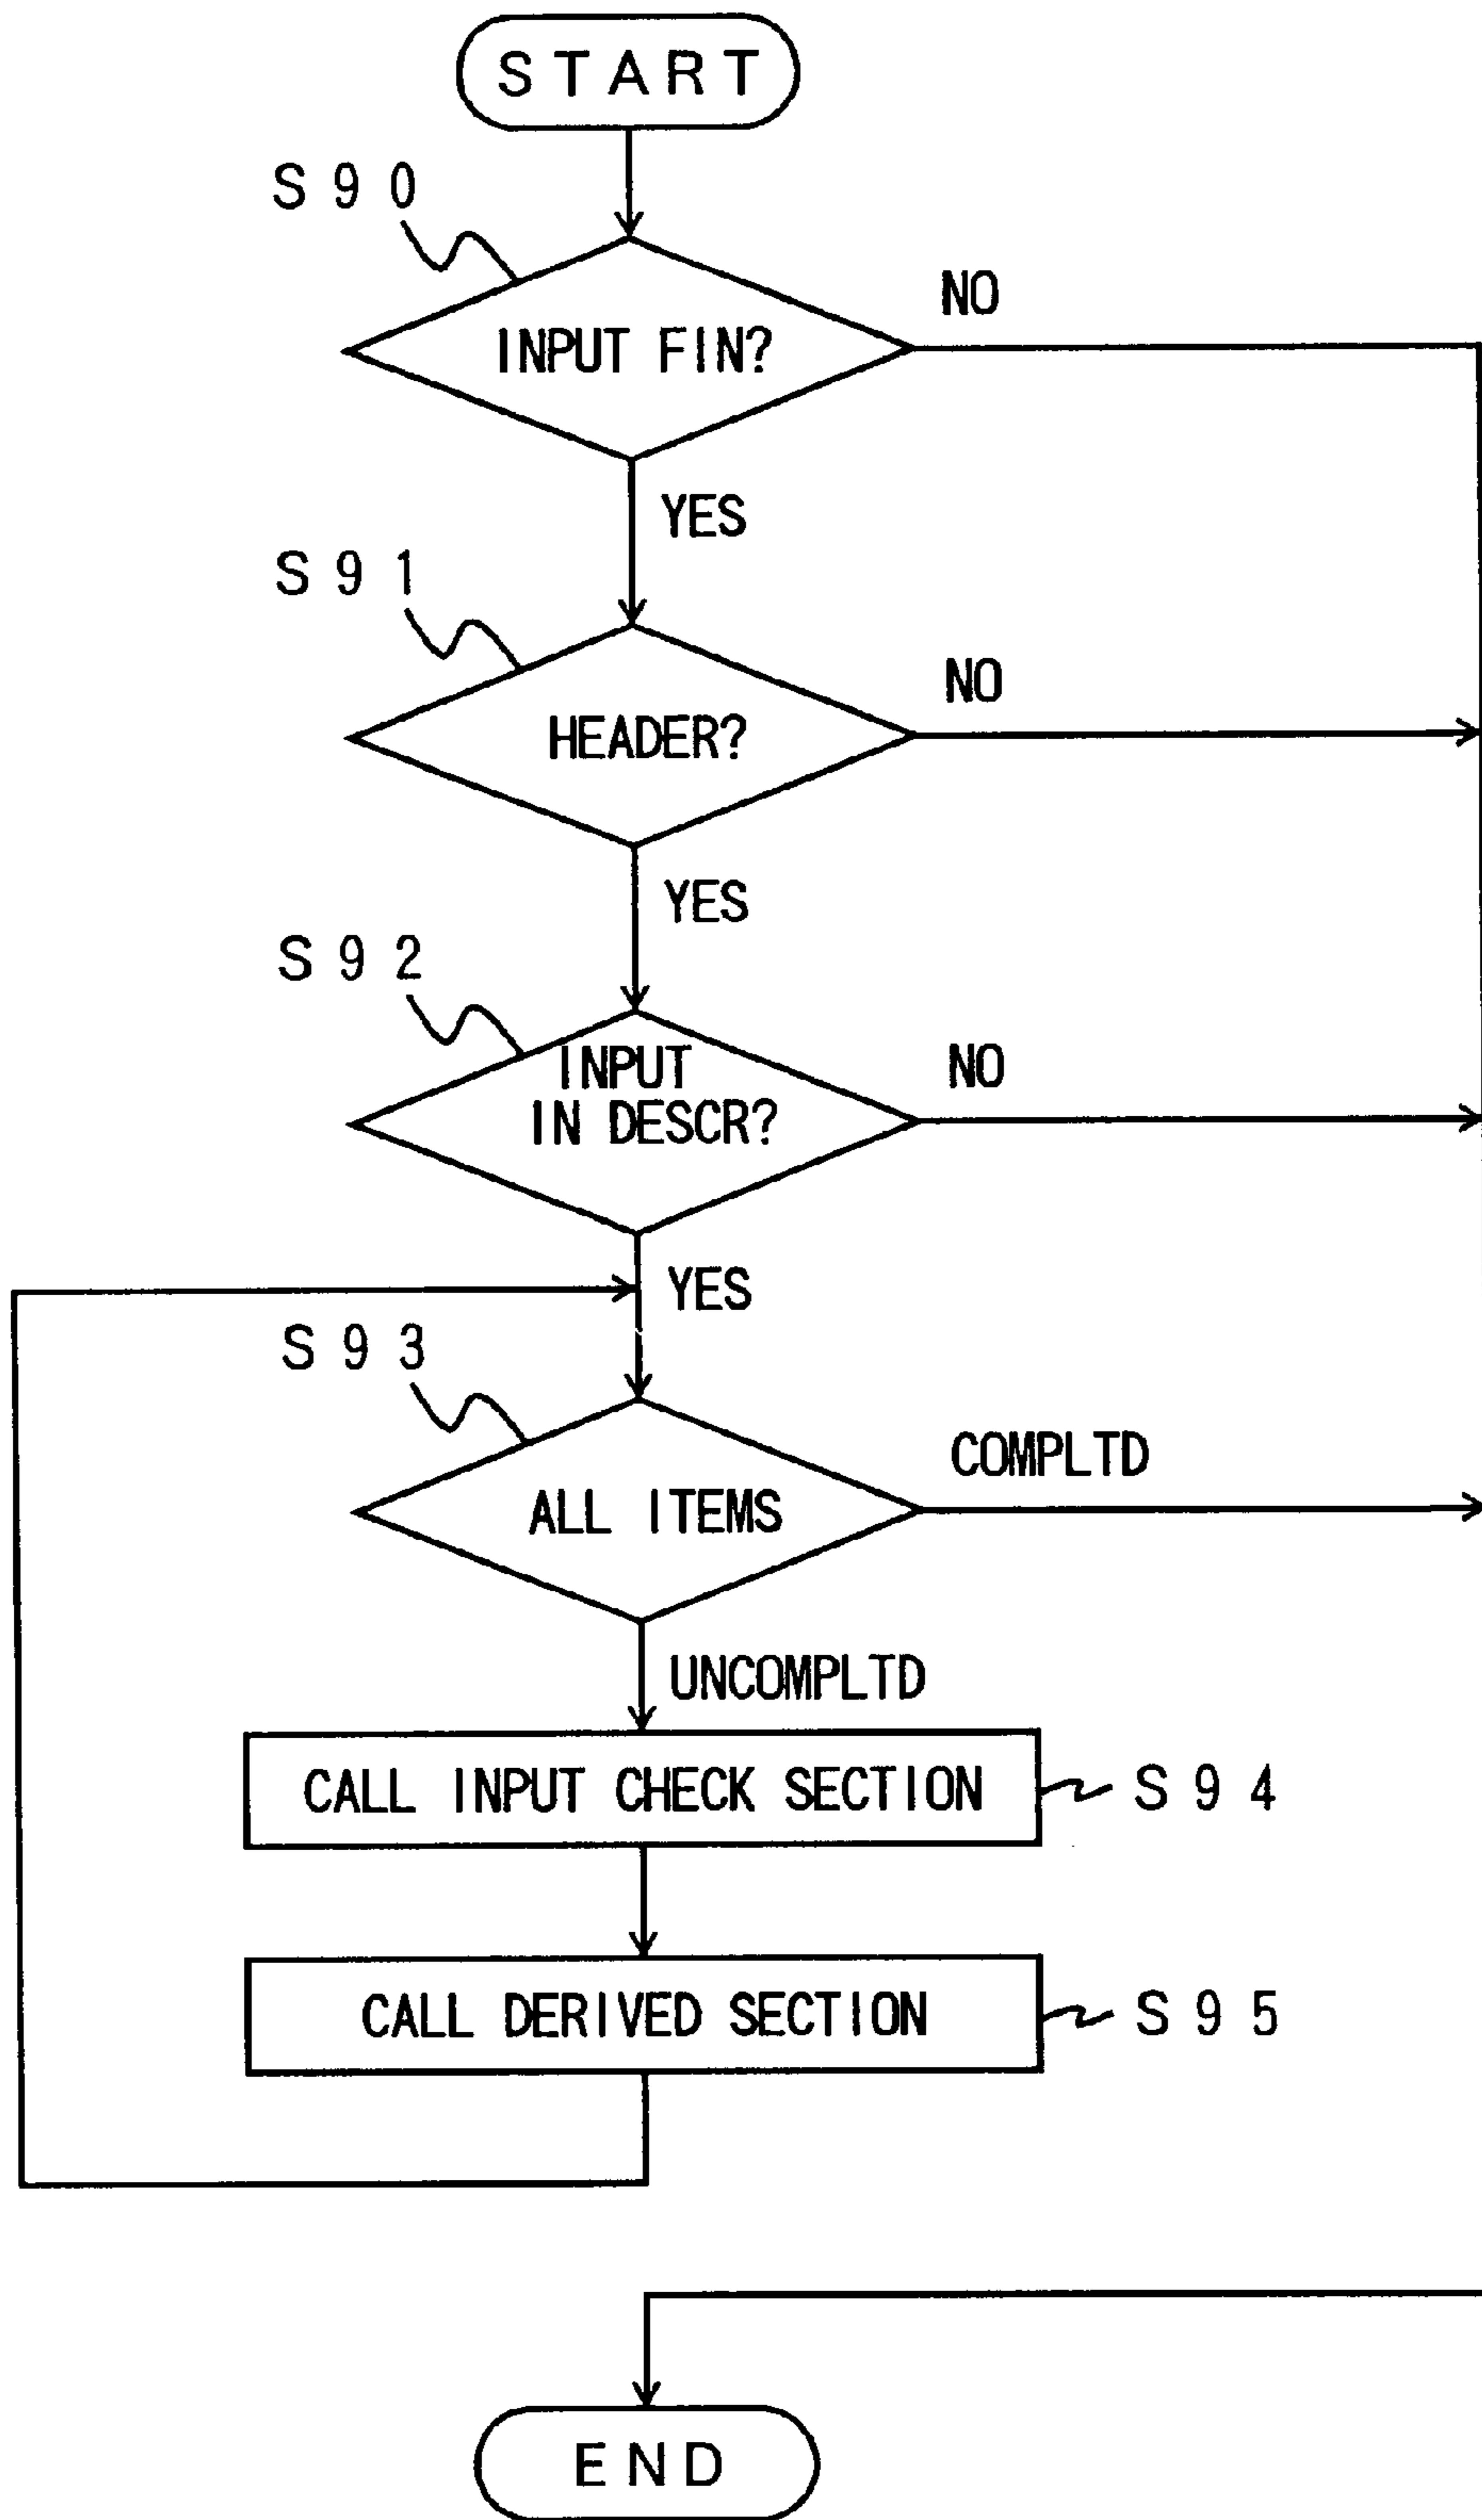 START
S90
NO
INPUT FIN?
YES
S91
NO
HEADER?
YES
S92
NO
INPUT
IN DESCR?
YES
S93
COMPLTD
ALL ITEMS
UNCOMPLTD
CALL INPUT CHECK SECTION
S94
CALL DERIVED SECTION
S95
END